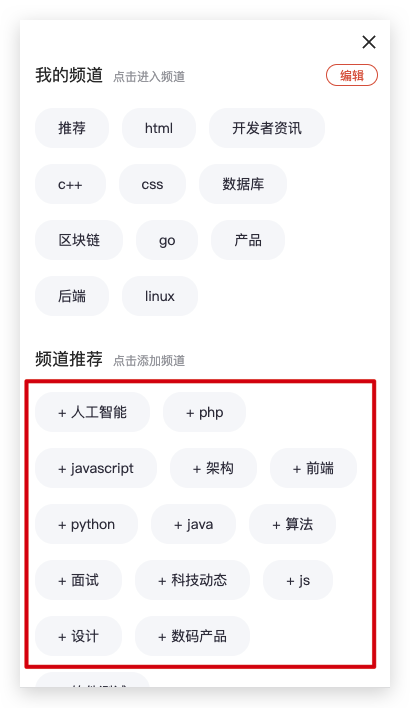 我的频道 点击进入频道 编辑
推荐 html 开发者资讯
c++ css 数据库
区块链 go 产品
后端 linux
频道推荐 点击添加频道
+ 人工智能 + php
+ javascript + 架构 + 前端
+ python + java + 算法
+ 面试 + 科技动态 + js
+ 设计 + 数码产品